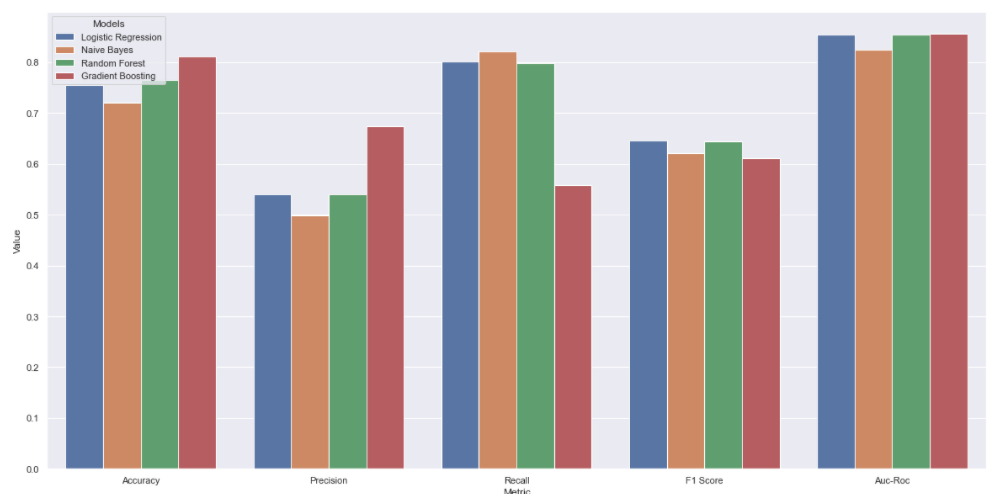 Models
Logistic Regression
Naive Bayes
Random Forest
Gradient Boosting
0.8
0.7
0.6
0.5
0.4
0.3
0.2
0.1
0.0
Value
Accuracy Precision Recall F1 Score Auc-Roc
Metric